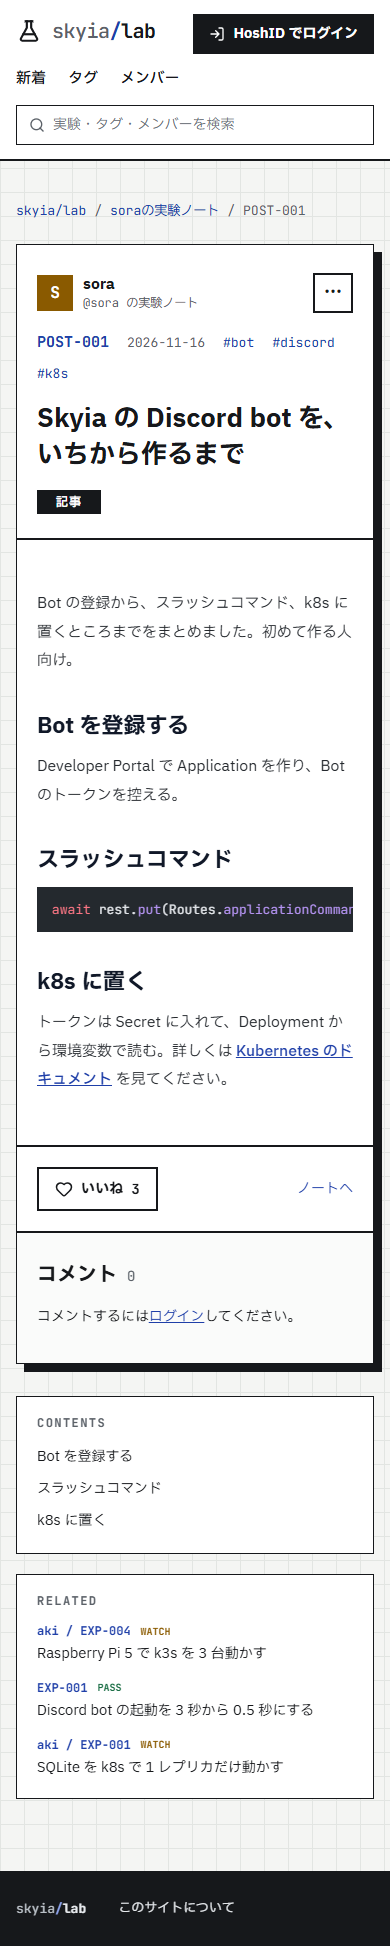 skyia/lab
HoshID でログイン
新着 タグ メンバー
実験・タグ・メンバーを検索
skyia/lab / soraの実験ノート / POST-001
S
sora
@sora の実験ノート
POST-001 2026-11-16 #bot #discord
#k8s
Skyia の Discord bot を、
いちから作るまで
記事
Bot の登録から、スラッシュコマンド、k8s に
置くところまでをまとめました。初めて作る人
向け。
Bot を登録する
Developer Portal で Application を作り、Bot
のトークンを控える。
スラッシュコマンド
await rest.put(Routes.applicationCommar
k8s に置く
トークンは Secret に入れて、Deployment か
ら環境変数で読む。詳しくは Kubernetes のド
キュメント を見てください。
いいね 3
ノートへ
コメント 0
コメントするにはログインしてください。
CONTENTS
Bot を登録する
スラッシュコマンド
k8s に置く
RELATED
aki / EXP-004 WATCH
Raspberry Pi 5 で k3s を 3 台動かす
EXP-001 PASS
Discord bot の起動を 3 秒から 0.5 秒にする
aki / EXP-001 WATCH
SQLite を k8s で 1 レプリカだけ動かす
skyia/lab このサイトについて